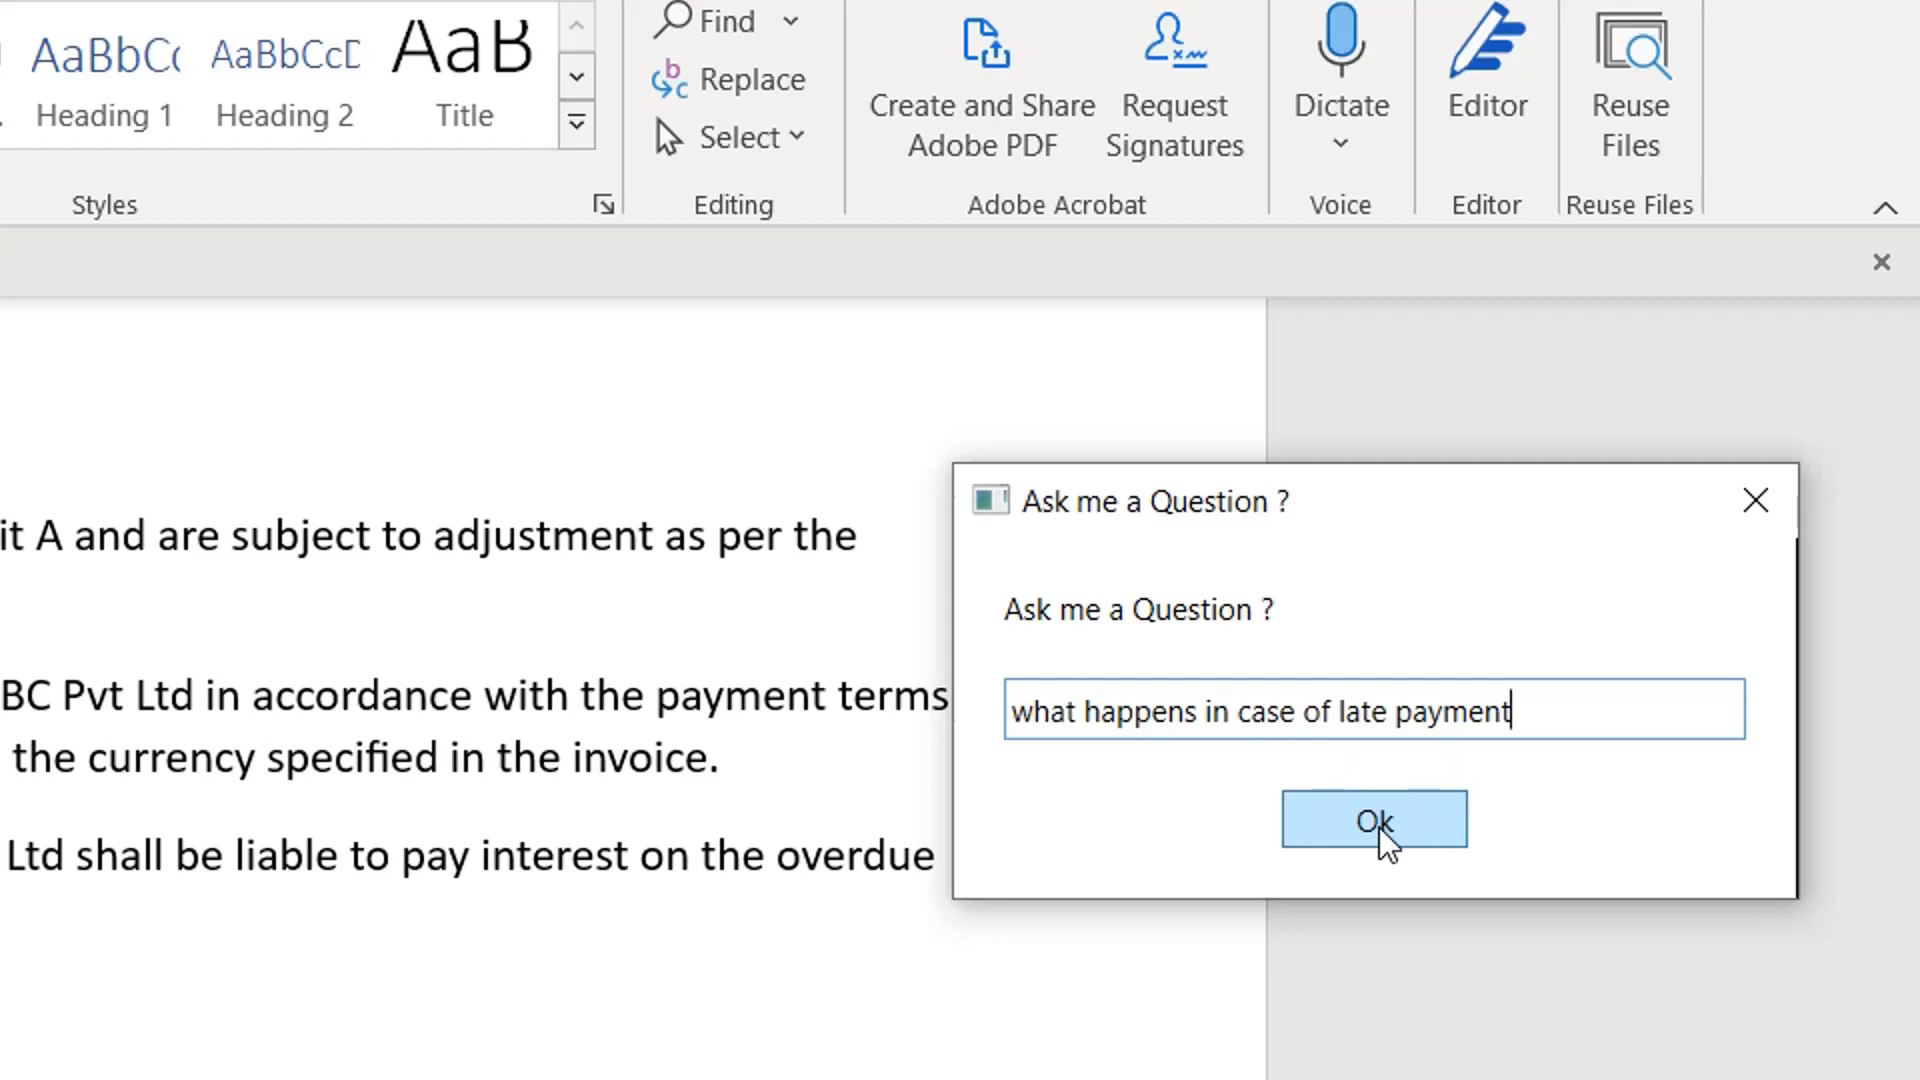 AaBbCc AaBbCcD AaB
Heading 1 Heading 2 Title
Styles
Find
Replace
Select
Editing
Create and Share
Adobe PDF
Request
Signatures
Adobe Acrobat
Dictate
Voice
Editor
Editor
Reuse
Files
Reuse Files
it A and are subject to adjustment as per the
BC Pvt Ltd in accordance with the payment terms
the currency specified in the invoice.
Ltd shall be liable to pay interest on the overdue
Ask me a Question ?
Ask me a Question ?
what happens in case of late payment
Ok